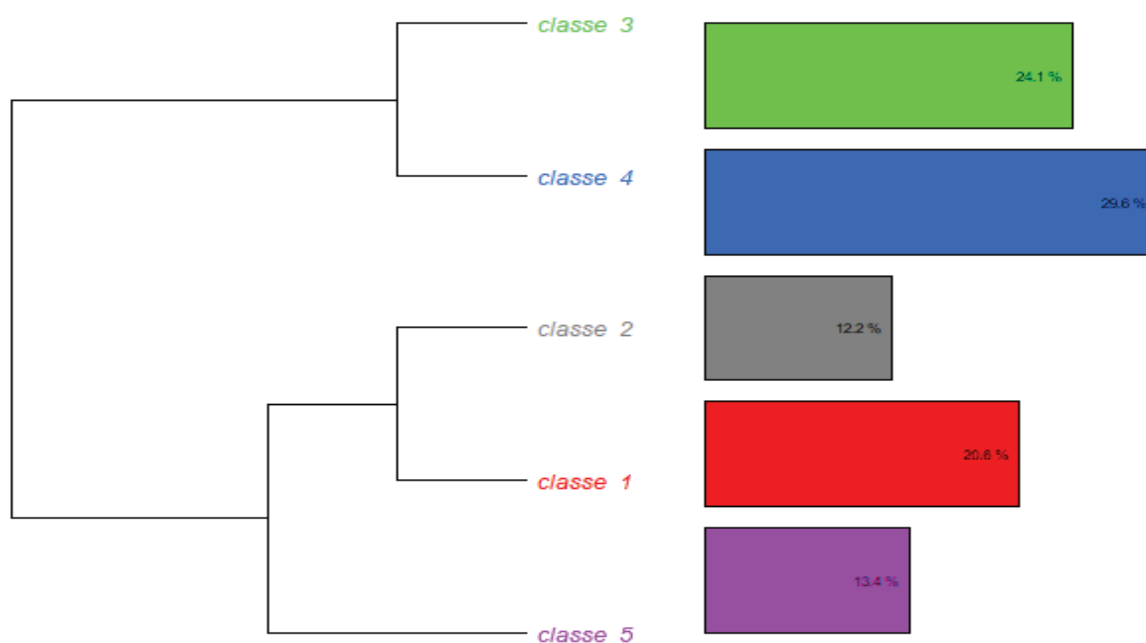 classe 3
24.1 %
classe 4
29.6 %
classe 2
12.2 %
classe 1
20.6 %
classe 5
13.4 %